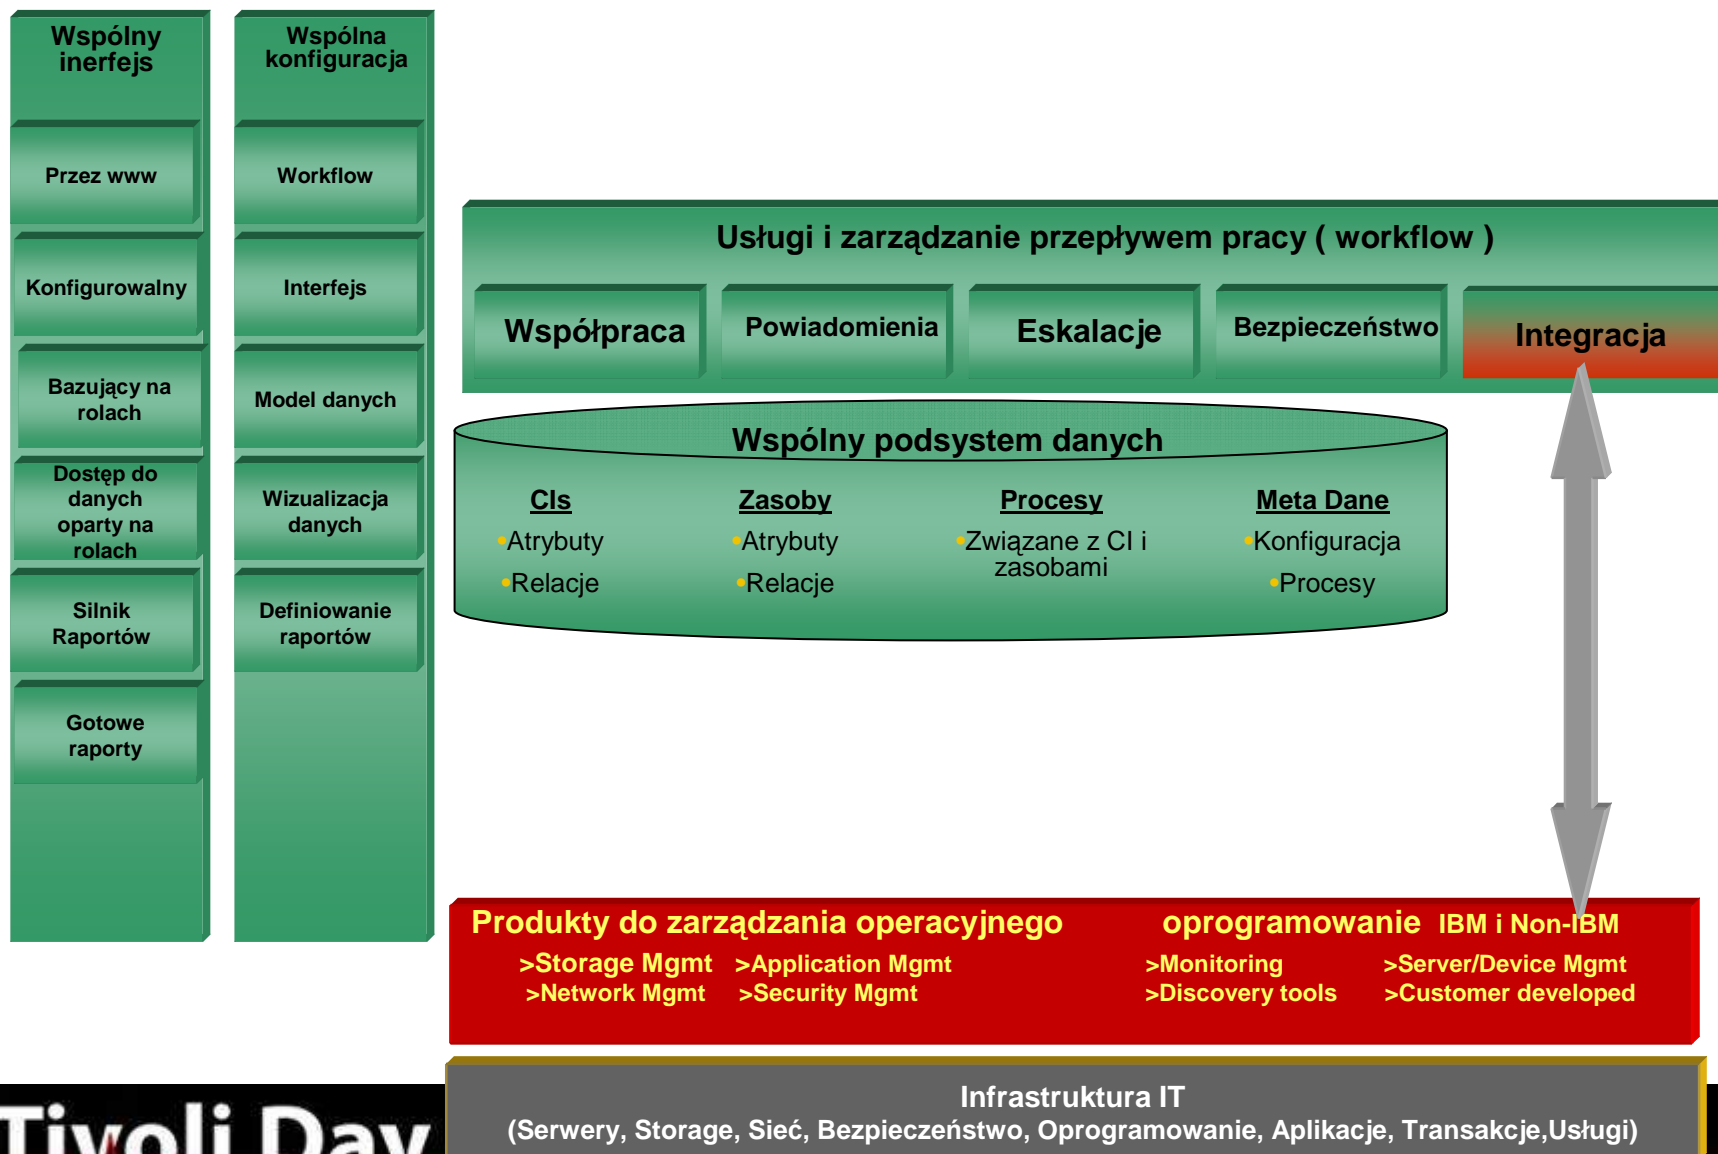 Wspólny
inerfejs
Przez www
Konfigurowalny
Bazujący na
rolach
Dostęp do
danych
oparty na
rolach
Silnik
Raportów
Gotowe
raporty
Wspólna
konfiguracja
Workflow
Interfejs
Model danych
Wizualizacja
danych
Definiowanie
raportów
Usługi i zarządzanie przepływem pracy ( workflow )
Współpraca
Powiadomienia
Eskalacje
Bezpieczeństwo
Integracja
Wspólny podsystem danych
CIs
•Atrybuty
•Relacje
Zasoby
•Atrybuty
•Relacje
Procesy
•Związane z CI i
zasobami
Meta Dane
•Konfiguracja
•Procesy
Produkty do zarządzania operacyjnego oprogramowanie IBM i Non-IBM
>Storage Mgmt >Application Mgmt >Monitoring >Server/Device Mgmt
>Network Mgmt >Security Mgmt >Discovery tools >Customer developed
Infrastruktura IT
(Serwery, Storage, Sieć, Bezpieczeństwo, Oprogramowanie, Aplikacje, Transakcje,Usługi)
Tivoli Day